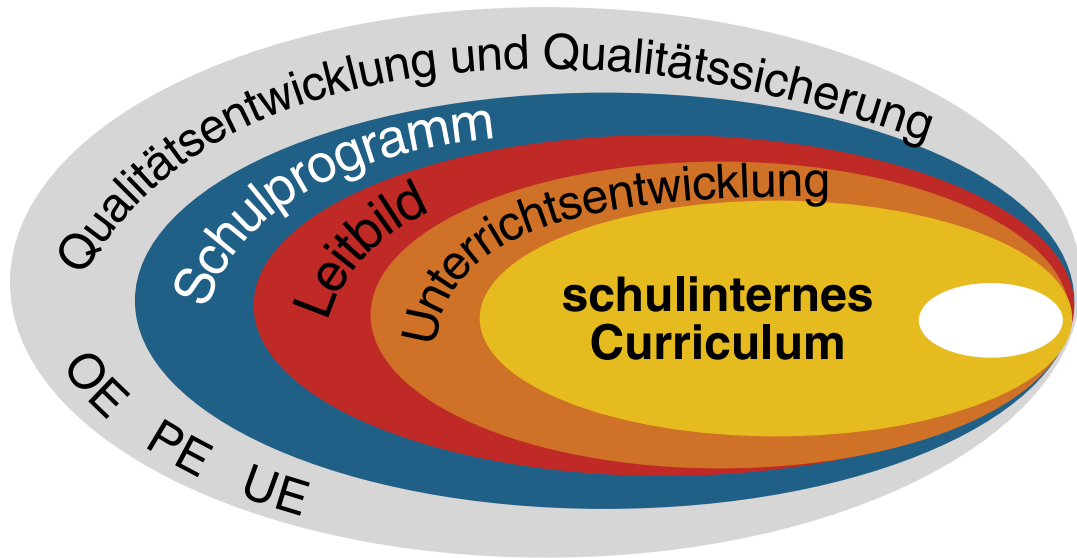 Qualitätsentwicklung und Qualitätssicherung
Schulprogramm
Leitbild
Unterrichtsentwicklung
schulinternes
Curriculum
OE PE UE